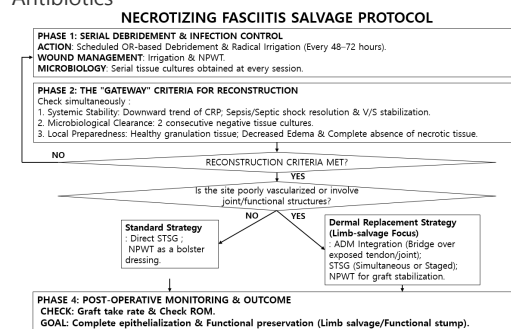 Antibiotics
NECROTIZING FASCIITIS SALVAGE PROTOCOL
PHASE 1: SERIAL DEBRIDEMENT & INFECTION CONTROL
ACTION: Scheduled OR-based Debridement & Radical Irrigation (Every 48–72 hours).
WOUND MANAGEMENT: Irrigation & NPWT.
MICROBIOLOGY: Serial tissue cultures obtained at every session.
PHASE 2: THE "GATEWAY" CRITERIA FOR RECONSTRUCTION
Check simultaneously :
1. Systemic Stability: Downward trend of CRP; Sepsis/Septic shock resolution & V/S stabilization.
2. Microbiological Clearance: 2 consecutive negative tissue cultures.
3. Local Preparedness: Healthy granulation tissue; Decreased Edema & Complete absence of necrotic tissue.
NO
RECONSTRUCTION CRITERIA MET?
YES
Is the site poorly vascularized or involve
joint/functional structures?
NO YES
Standard Strategy
: Direct STSG ;
NPWT as a bolster
dressing.
Dermal Replacement Strategy
(Limb-salvage Focus)
: ADM Integration (Bridge over
exposed tendon/joint);
STSG (Simultaneous or Staged);
NPWT for graft stabilization.
PHASE 4: POST-OPERATIVE MONITORING & OUTCOME
CHECK: Graft take rate & Check ROM.
GOAL: Complete epithelialization & Functional preservation (Limb salvage/Functional stump).